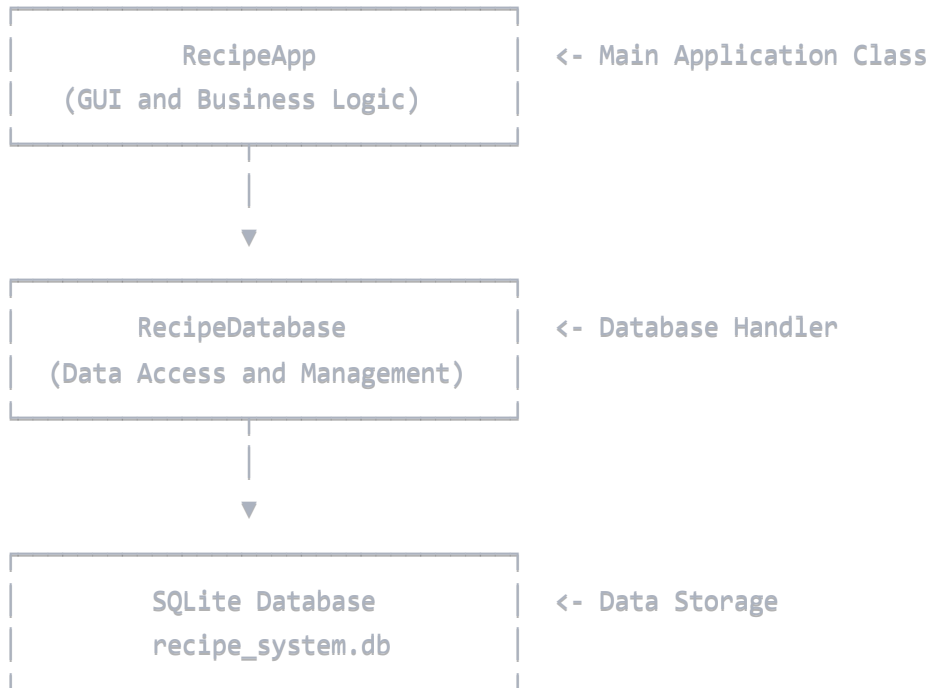 RecipeApp <- Main Application Class
(GUI and Business Logic)
RecipeDatabase <- Database Handler
(Data Access and Management)
SQLite Database <- Data Storage
recipe_system.db